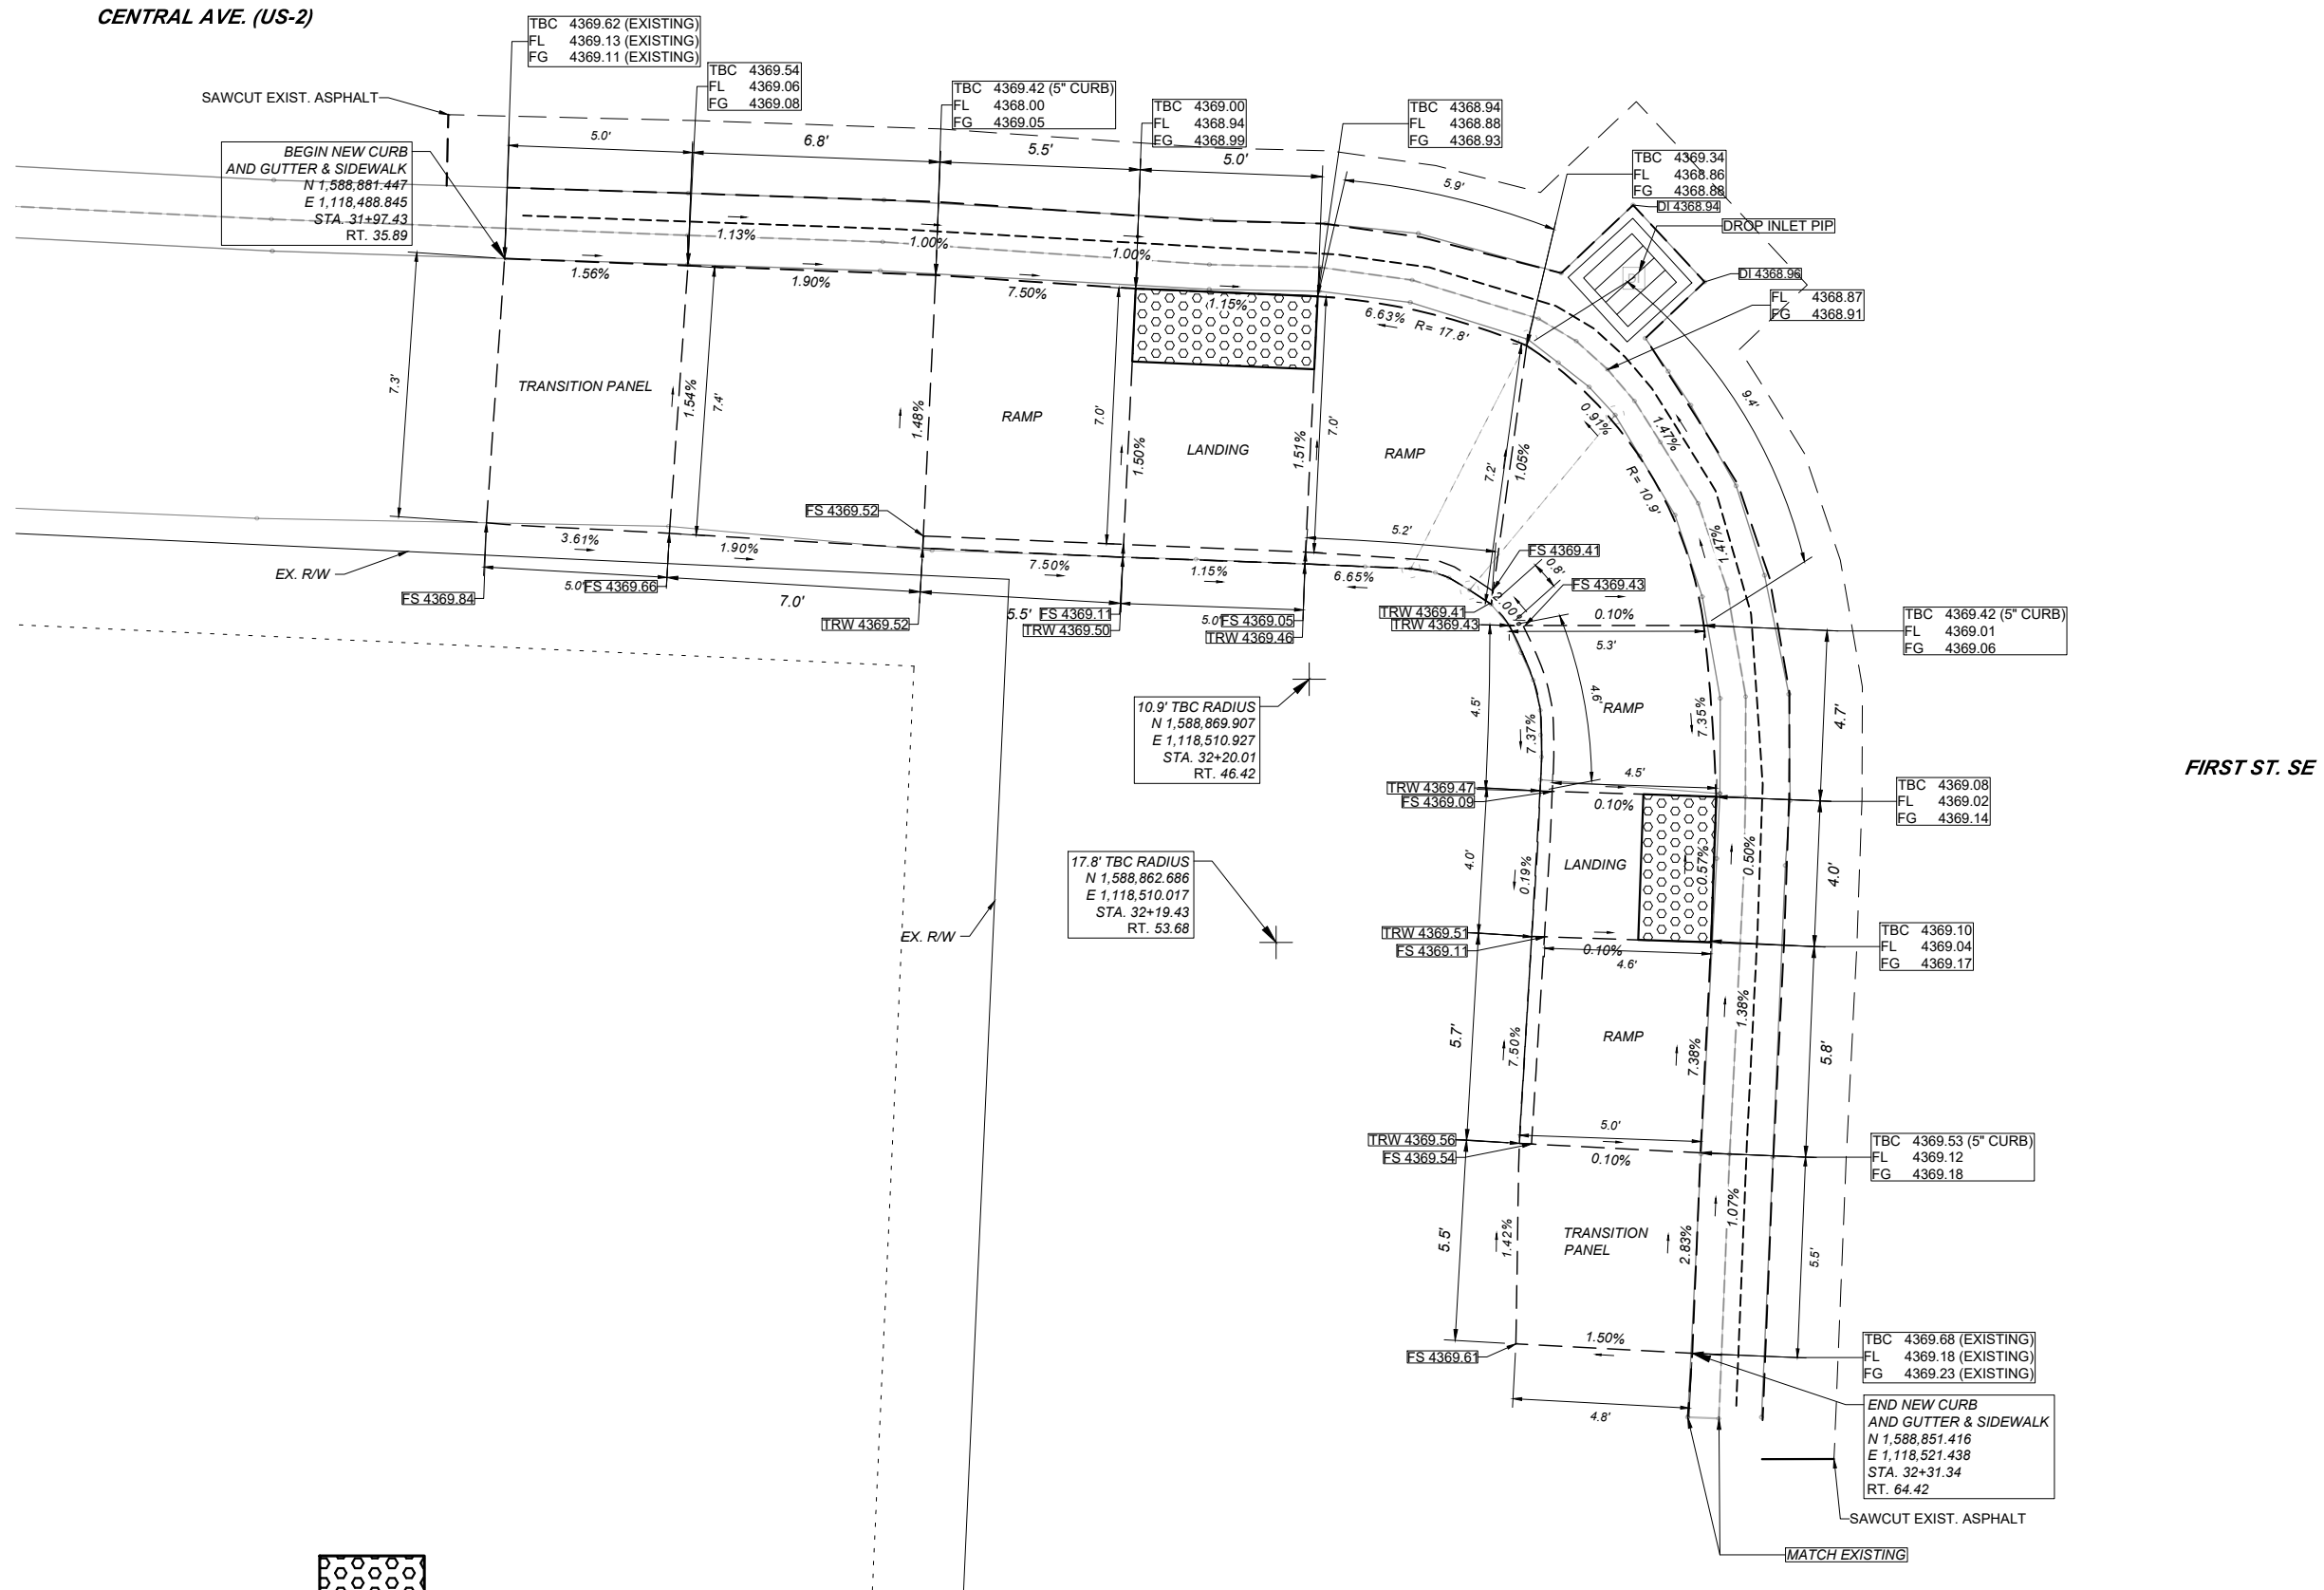 CENTRAL AVE. (US-2)
TBC 4369.62 (EXISTING)
FL 4369.13 (EXISTING)
FG 4369.11 (EXISTING)
TBC 4369.54
FL 4369.06
FG 4369.08
TBC 4369.42 (5" CURB)
FL 4368.00
FG 4369.05
TBC 4369.00
FL 4368.94
FG 4368.99
TBC 4368.94
FL 4368.88
FG 4368.93
TBC 4369.34
FL 4368.86
FG 4368.88
SAWCUT EXIST. ASPHALT
BEGIN NEW CURB
AND GUTTER & SIDEWALK
N 1,588,881.447
E 1,118,488.845
STA. 31+97.43
RT. 35.89
5.0'
6.8'
5.5'
5.0'
5.9'
DI 4368.94
DROP INLET PIP
DI 4368.96
FL 4368.87
FG 4368.91
1.13%
1.00%
1.00%
1.56%
1.90%
7.50%
1.15%
6.63%
R= 17.8'
7.3'
TRANSITION PANEL
1.54%
7.4'
1.48%
RAMP
7.0'
1.50%
LANDING
1.51%
7.0'
RAMP
7.2'
1.05%
0.91%
R= 10.9'
1.47%
1.47%
9.4'
FS 4369.52
3.61%
1.90%
7.50%
1.15%
6.65%
5.2'
EX. R/W
FS 4369.84
5.0'
FS 4369.66
7.0'
TRW 4369.52
5.5'
FS 4369.11
TRW 4369.50
5.0'
FS 4369.05
TRW 4369.46
FS 4369.41
0.8'
FS 4369.43
2.00%
TRW 4369.41
TRW 4369.43
0.10%
5.3'
TBC 4369.42 (5" CURB)
FL 4369.01
FG 4369.06
10.9' TBC RADIUS
N 1,588,869.907
E 1,118,510.927
STA. 32+20.01
RT. 46.42
4.5'
7.37%
4.6'
RAMP
7.35%
4.7'
FIRST ST. SE
TRW 4369.47
FS 4369.09
4.5'
0.10%
TBC 4369.08
FL 4369.02
FG 4369.14
17.8' TBC RADIUS
N 1,588,862.686
E 1,118,510.017
STA. 32+19.43
RT. 53.68
4.0'
0.19%
LANDING
0.57%
0.50%
4.0'
EX. R/W
TRW 4369.51
FS 4369.11
0.10%
4.6'
TBC 4369.10
FL 4369.04
FG 4369.17
5.7'
7.50%
RAMP
7.38%
1.38%
5.8'
TRW 4369.56
FS 4369.54
5.0'
0.10%
TBC 4369.53 (5" CURB)
FL 4369.12
FG 4369.18
5.5'
1.42%
TRANSITION
PANEL
2.83%
1.07%
5.5'
FS 4369.61
1.50%
4.8'
TBC 4369.68 (EXISTING)
FL 4369.18 (EXISTING)
FG 4369.23 (EXISTING)
END NEW CURB
AND GUTTER & SIDEWALK
N 1,588,851.416
E 1,118,521.438
STA. 32+31.34
RT. 64.42
SAWCUT EXIST. ASPHALT
MATCH EXISTING